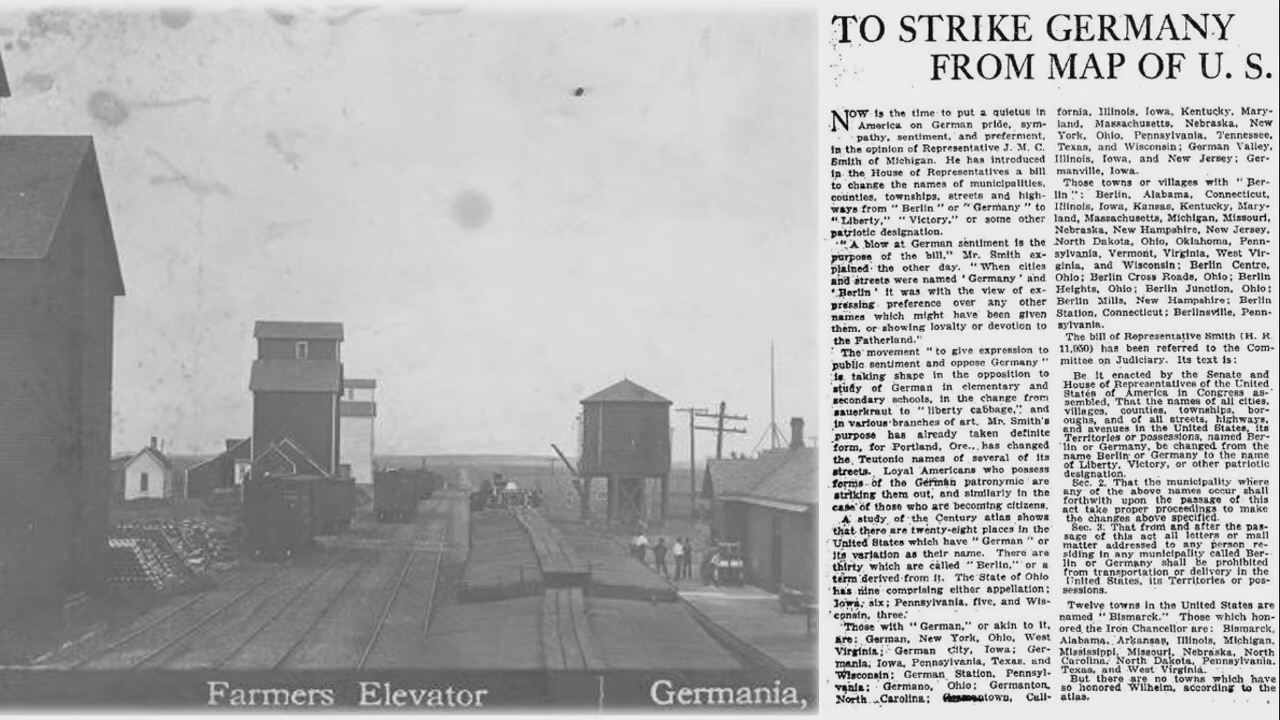 Farmers Elevator
Germania,
TO STRIKE GERMANY
FROM MAP OF U. S.
NOW is the time to put a quietus in
America on German pride, sym-
pathy, sentiment, and preferment,
in the opinion of Representative J. M. C.
Smith of Michigan. He has introduced
in the House of Representatives a bill
to change the names of municipalities,
counties, townships, streets and high-
ways from " Berlin " or " Germany " to
" Liberty," " Victory," or some other
patriotic designation.
" A blow at German sentiment is the
purpose of the bill," Mr. Smith ex-
plained the other day. " When cities
and streets were named ' Germany ' and
' Berlin ' it was with the view of ex-
pressing preference over any other
names which might have been given
them, or showing loyalty or devotion to
the Fatherland."
The movement " to give expression to
public sentiment and oppose Germany "
is taking shape in the opposition to
study of German in elementary and
secondary schools, in the change from
sauerkraut to " liberty cabbage," and
in various branches of art. Mr. Smith's
purpose has already taken definite
form, for Portland, Ore., has changed
the Teutonic names of several of its
streets. Loyal Americans who possess
forms of the German patronymic are
striking them out, and similarly in the
case of those who are becoming citizens.
A study of the Century atlas shows
that there are twenty-eight places in the
United States which have " German " or
its variation as their name. There are
thirty which are called " Berlin," or a
term derived from it. The State of Ohio
has nine comprising either appellation;
Iowa, six; Pennsylvania, five, and Wis-
consin, three.
Those with " German," or akin to it,
are: German, New York, Ohio, West
Virginia; German City, Iowa; Ger-
mania, Iowa, Pennsylvania, Texas, and
Wisconsin; German Station, Pennsyl-
vania; Germano, Ohio; Germanton,
North Carolina; Germantown, Cali-
fornia, Illinois, Iowa, Kentucky, Mary-
land, Massachusetts, Nebraska, New
York, Ohio, Pennsylvania, Tennessee,
Texas, and Wisconsin; German Valley,
Illinois, Iowa, and New Jersey; Ger-
manville, Iowa.
Those towns or villages with " Ber-
lin ": Berlin, Alabama, Connecticut,
Illinois, Iowa, Kansas, Kentucky, Mary-
land, Massachusetts, Michigan, Missouri,
Nebraska, New Hampshire, New Jersey,
North Dakota, Ohio, Oklahoma, Penn-
sylvania, Vermont, Virginia, West Vir-
ginia, and Wisconsin; Berlin Centre,
Ohio; Berlin Cross Roads, Ohio; Berlin
Heights, Ohio; Berlin Junction, Ohio;
Berlin Mills, New Hampshire; Berlin
Station, Connecticut; Berlinsville, Penn-
sylvania.
The bill of Representative Smith (H. R.
11,950) has been referred to the Com-
mittee on Judiciary. Its text is:
Be it enacted by the Senate and
House of Representatives of the United
States of America in Congress as-
sembled, That the names of all cities,
villages, counties, townships, bor-
oughs, and of all streets, highways,
and avenues in the United States, its
Territories or possessions, named Ber-
lin or Germany, be changed from the
name Berlin or Germany to the name
of Liberty, Victory, or other patriotic
designation.
Sec. 2. That the municipality where
any of the above names occur shall
forthwith upon the passage of this
act take proper proceedings to make
the changes above specified.
Sec. 3. That from and after the pas-
sage of this act all letters or mail
matter addressed to any person re-
siding in any municipality called Ber-
lin or Germany shall be prohibited
from transportation or delivery in the
United States, its Territories or pos-
sessions.
Twelve towns in the United States are
named " Bismarck." Those which hon-
ored the Iron Chancellor are: Bismarck,
Alabama, Arkansas, Illinois, Michigan,
Mississippi, Missouri, Nebraska, North
Carolina, North Dakota, Pennsylvania,
Texas, and West Virginia.
But there are no towns which have
so honored Wilhelm, according to the
atlas.